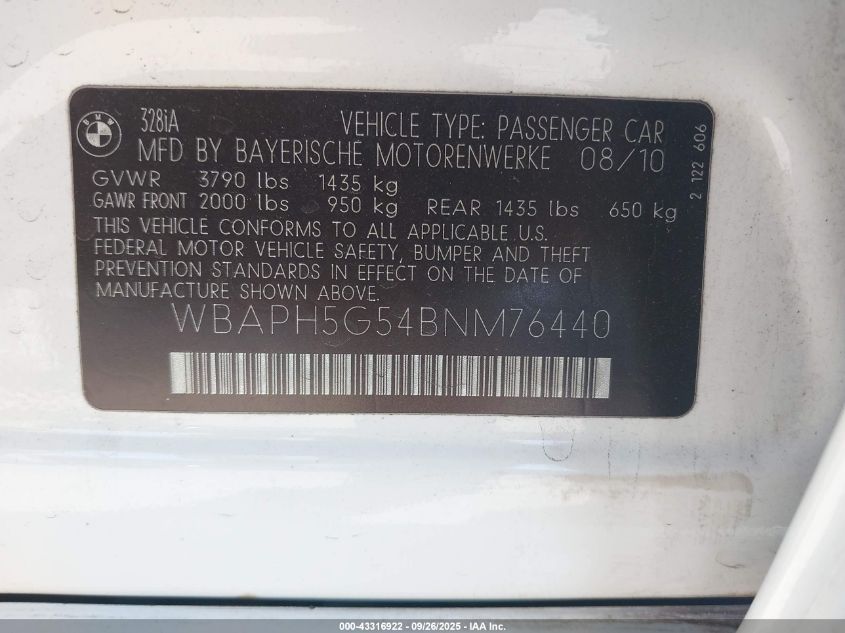 BMW
328iA
VEHICLE TYPE: PASSENGER CAR
MFD BY BAYERISCHE MOTORENWERKE 08/10
GVWR 3790 lbs 1435 kg
GAWR FRONT 2000 lbs 950 kg REAR 1435 lbs 650 kg
THIS VEHICLE CONFORMS TO ALL APPLICABLE U.S.
FEDERAL MOTOR VEHICLE SAFETY, BUMPER AND THEFT
PREVENTION STANDARDS IN EFFECT ON THE DATE OF
MANUFACTURE SHOWN ABOVE.
WBAPH5G54BNM76440
2 122 606
000-43316922 - 09/26/2025 - IAA Inc.